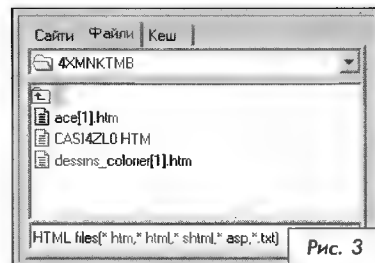 Сайти Файли Кеш
4XMNKTMB
ace[1].htm
CASI4ZL0 HTM
dessins_colorier[1].htm
HTML files(*.htm,*.html,*.shtml,*.asp,*.txt)
Рис. 3